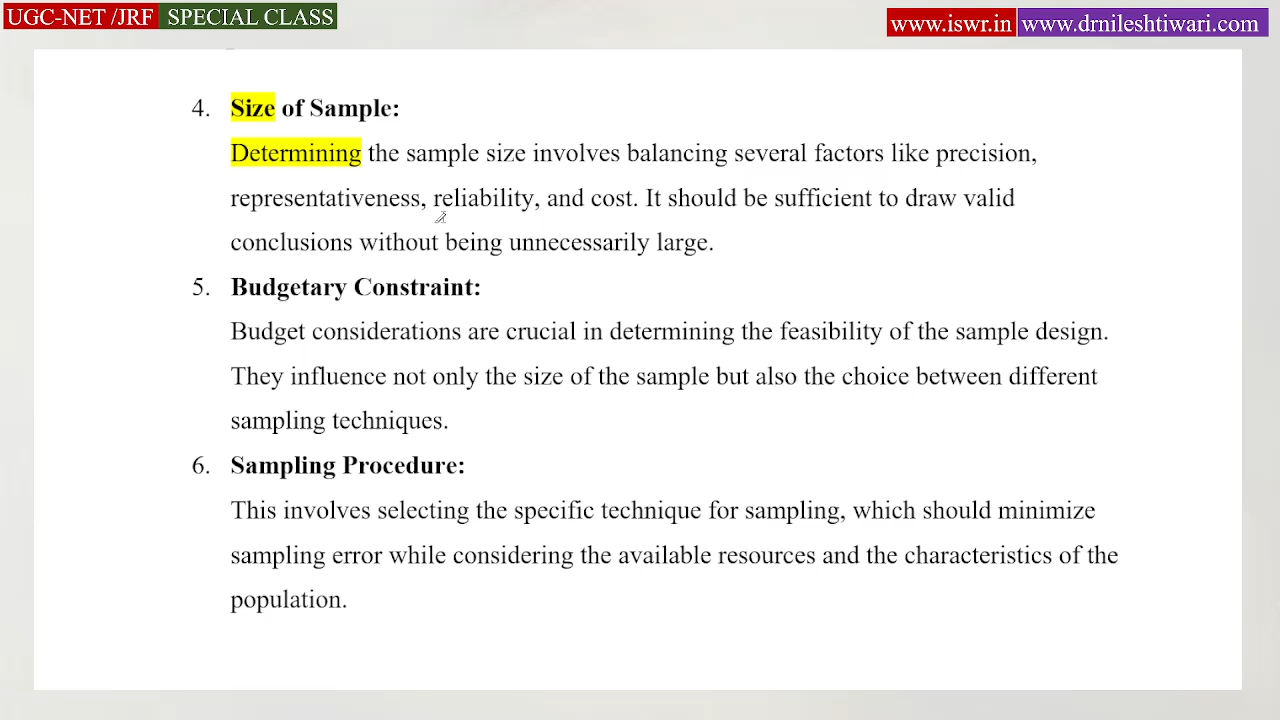 UGC-NET /JRF SPECIAL CLASS
www.iswr.in www.drnileshtiwari.com
4. Size of Sample:
Determining the sample size involves balancing several factors like precision,
representativeness, reliability, and cost. It should be sufficient to draw valid
conclusions without being unnecessarily large.
5. Budgetary Constraint:
Budget considerations are crucial in determining the feasibility of the sample design.
They influence not only the size of the sample but also the choice between different
sampling techniques.
6. Sampling Procedure:
This involves selecting the specific technique for sampling, which should minimize
sampling error while considering the available resources and the characteristics of the
population.